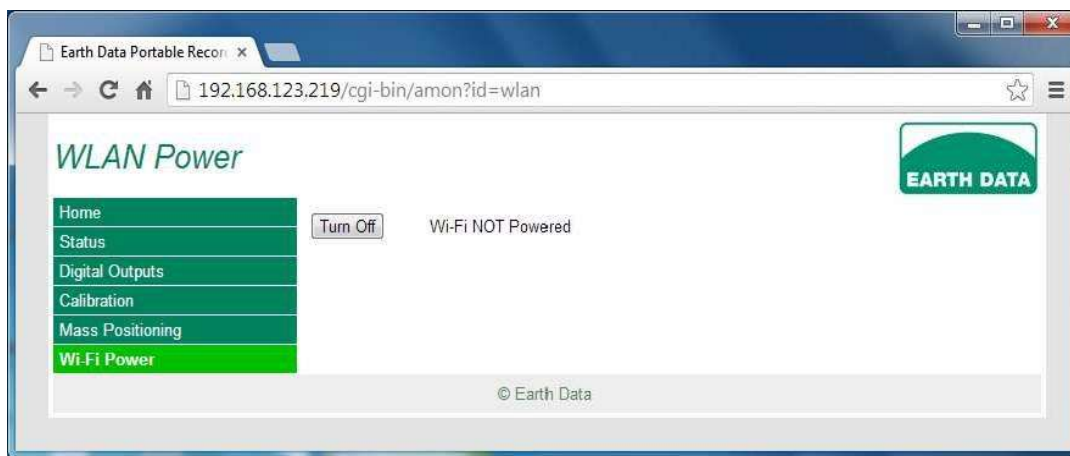 Earth Data Portable Recor
192.168.123.219/cgi-bin/amon?id=wlan
WLAN Power
EARTH DATA
Home
Turn Off Wi-Fi NOT Powered
Status
Digital Outputs
Calibration
Mass Positioning
Wi-Fi Power
© Earth Data